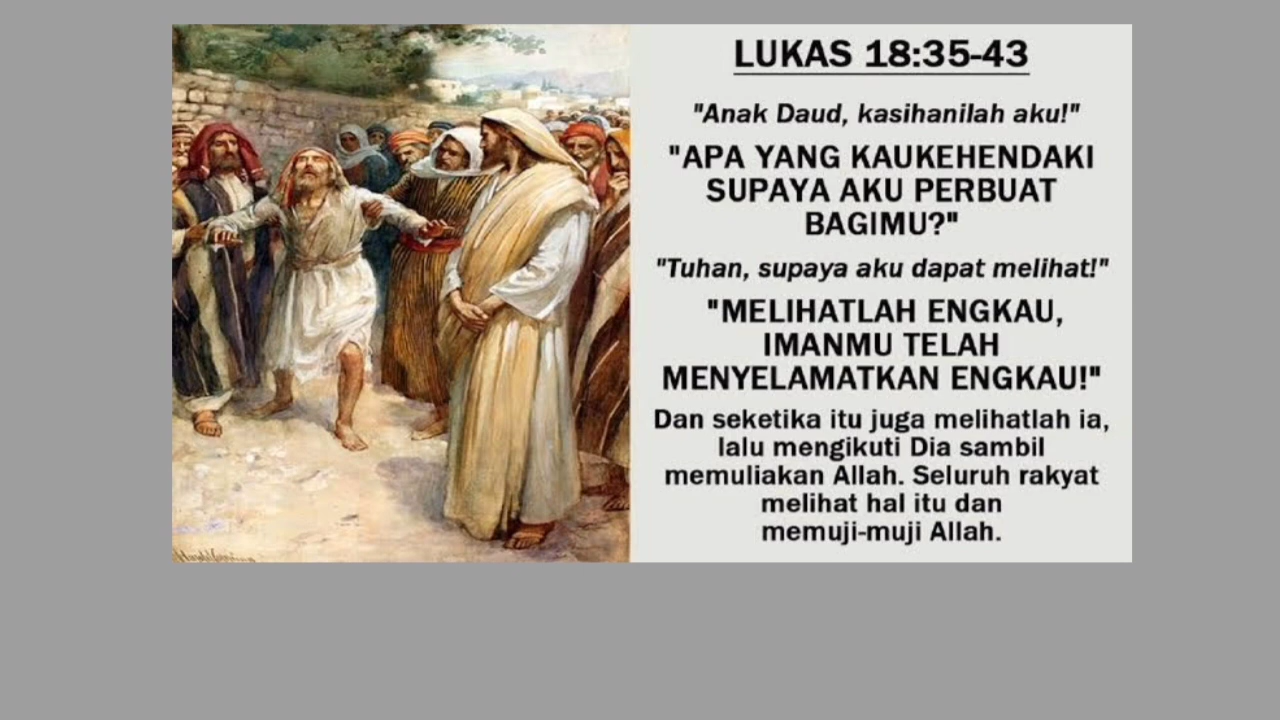 LUKAS 18:35-43
"Anak Daud, kasihanilah aku!"
"APA YANG KAUKEHENDAKI
SUPAYA AKU PERBUAT
BAGIMU?"
"Tuhan, supaya aku dapat melihat!"
"MELIHATLAH ENGKAU,
IMANMU TELAH
MENYELAMATKAN ENGKAU!"
Dan seketika itu juga melihatlah ia,
lalu mengikuti Dia sambil
memuliakan Allah. Seluruh rakyat
melihat hal itu dan
memuji-muji Allah.